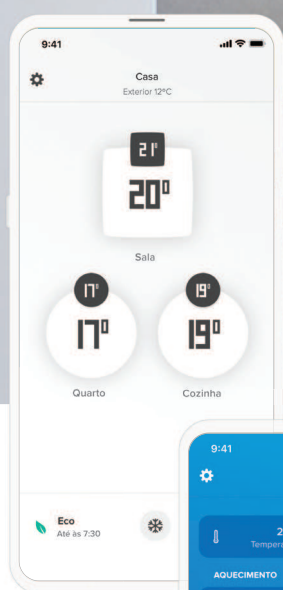 9:41
Casa
Exterior 12°C
21°
20°
Sala
17°
17°
19°
19°
Quarto
Cozinha
Eco
Até às 7:30
9:41
AQUECIMENTO